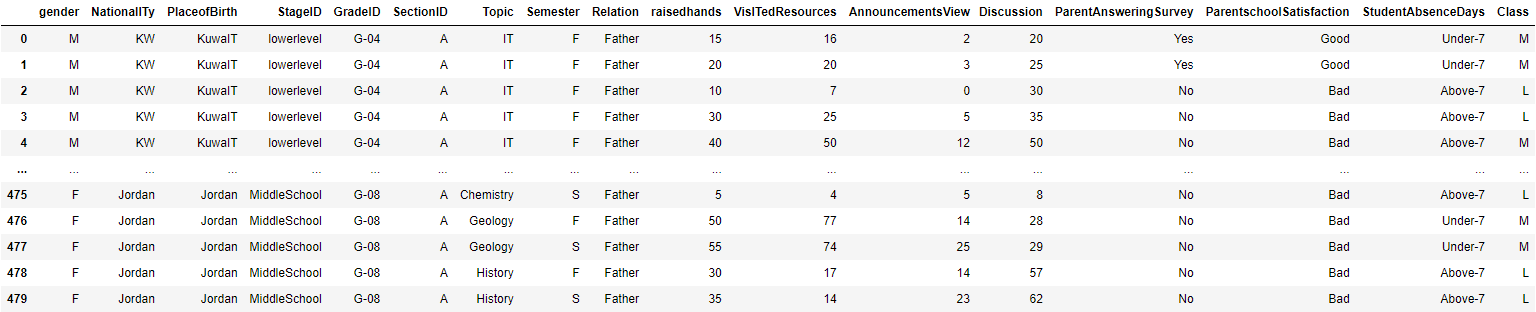 gender NationalITy PlaceofBirth StageID GradeID SectionID Topic Semester Relation raisedhands VisITedResources AnnouncementsView Discussion ParentAnsweringSurvey ParentschoolSatisfaction StudentAbsenceDays Class
0 M KW KuwaIT lowerlevel G-04 A IT F Father 15 16 2 20 Yes Good Under-7 M
1 M KW KuwaIT lowerlevel G-04 A IT F Father 20 20 3 25 Yes Good Under-7 M
2 M KW KuwaIT lowerlevel G-04 A IT F Father 10 7 0 30 No Bad Above-7 L
3 M KW KuwaIT lowerlevel G-04 A IT F Father 30 25 5 35 No Bad Above-7 L
4 M KW KuwaIT lowerlevel G-04 A IT F Father 40 50 12 50 No Bad Above-7 M
... ... ... ... ... ... ... ... ... ... ... ... ... ... ... ... ... ...
475 F Jordan Jordan MiddleSchool G-08 A Chemistry S Father 5 4 5 8 No Bad Above-7 L
476 F Jordan Jordan MiddleSchool G-08 A Geology F Father 50 77 14 28 No Bad Under-7 M
477 F Jordan Jordan MiddleSchool G-08 A Geology S Father 55 74 25 29 No Bad Under-7 M
478 F Jordan Jordan MiddleSchool G-08 A History F Father 30 17 14 57 No Bad Above-7 L
479 F Jordan Jordan MiddleSchool G-08 A History S Father 35 14 23 62 No Bad Above-7 L